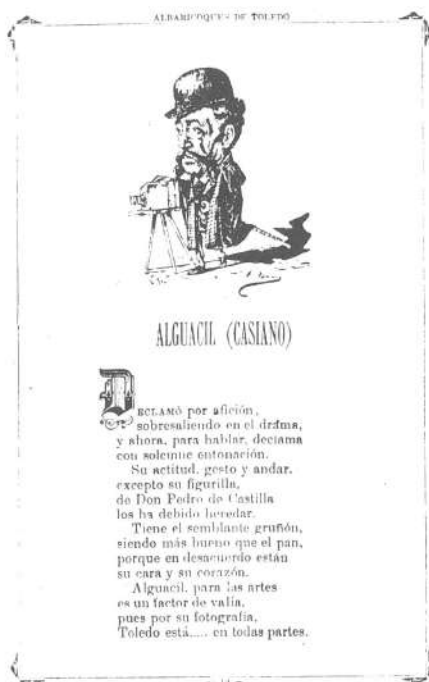 ALBARICOQUES DE TOLEDO
ALGUACIL (CASIANO)
DECLAMÓ por afición,
sobresaliendo en el drama,
y ahora, para hablar, declama
con solemne entonación.
Su actitud, gesto y andar,
excepto su figurilla,
de Don Pedro de Castilla
los ha debido heredar.
Tiene el semblante gruñón,
siendo más bueno que el pan,
porque en desacuerdo están
su cara y su corazón.
Alguacil, para las artes
es un factor de valía,
pues por su fotografía,
Toledo está..... en todas partes.